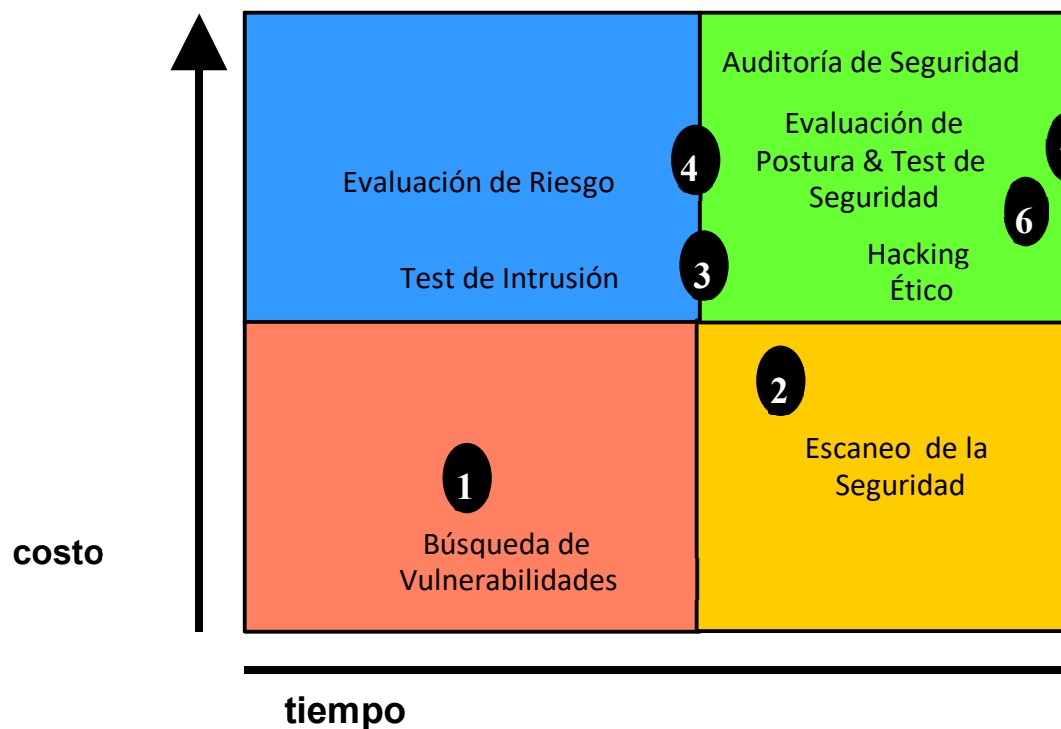 Auditoría de Seguridad
Evaluación de
Postura & Test de
Seguridad
4
Evaluación de Riesgo
6
Hacking
Ético
3
Test de Intrusión
2
Escaneo de la
Seguridad
1
Búsqueda de
Vulnerabilidades
costo
tiempo